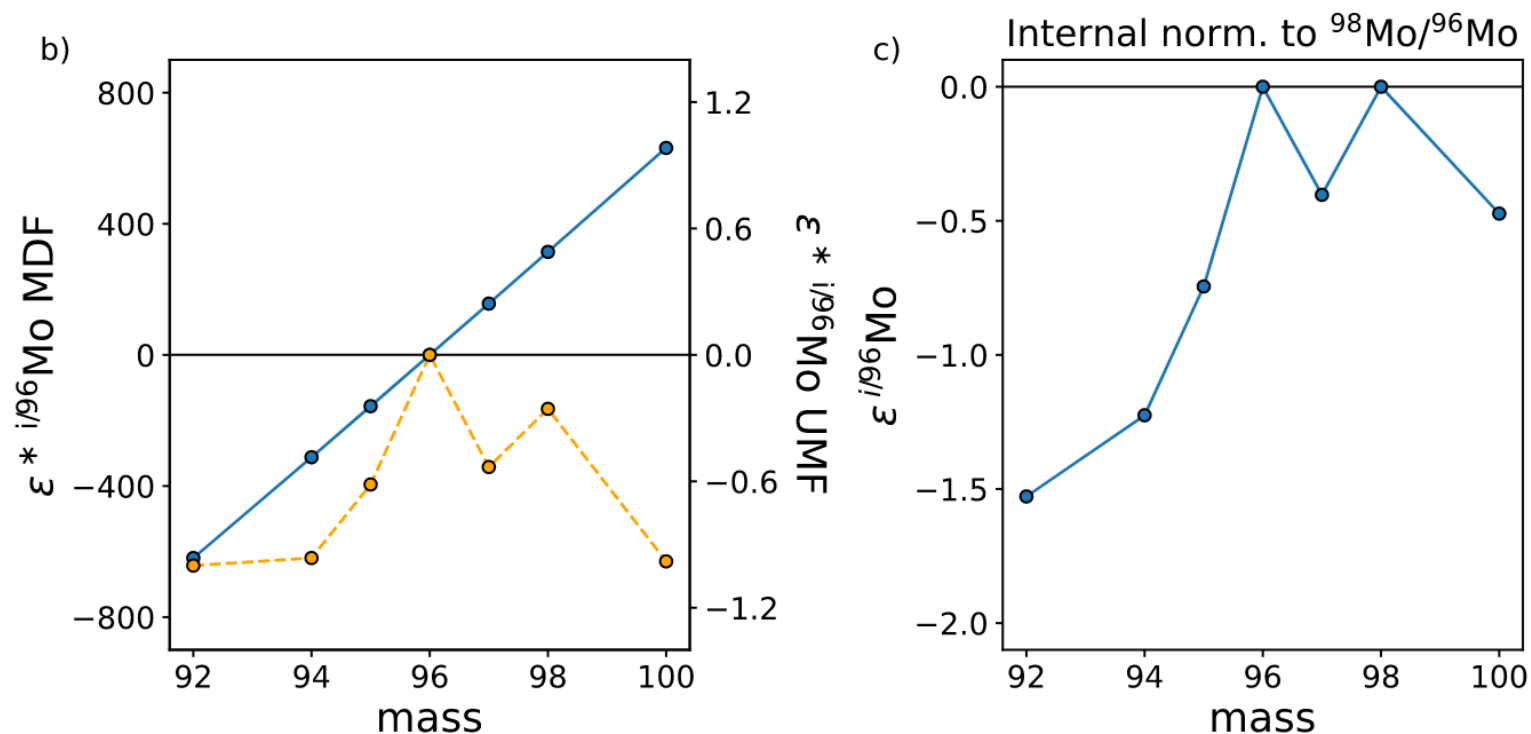 b)
800
400
0
−400
−800
ε* i/96Mo MDF
1.2
0.6
0.0
−0.6
−1.2
ε* i/96Mo UMF
92 94 96 98 100
mass
c)
Internal norm. to ⁹⁸Mo/⁹⁶Mo
0.0
−0.5
−1.0
−1.5
−2.0
ε i/96Mo
92 94 96 98 100
mass